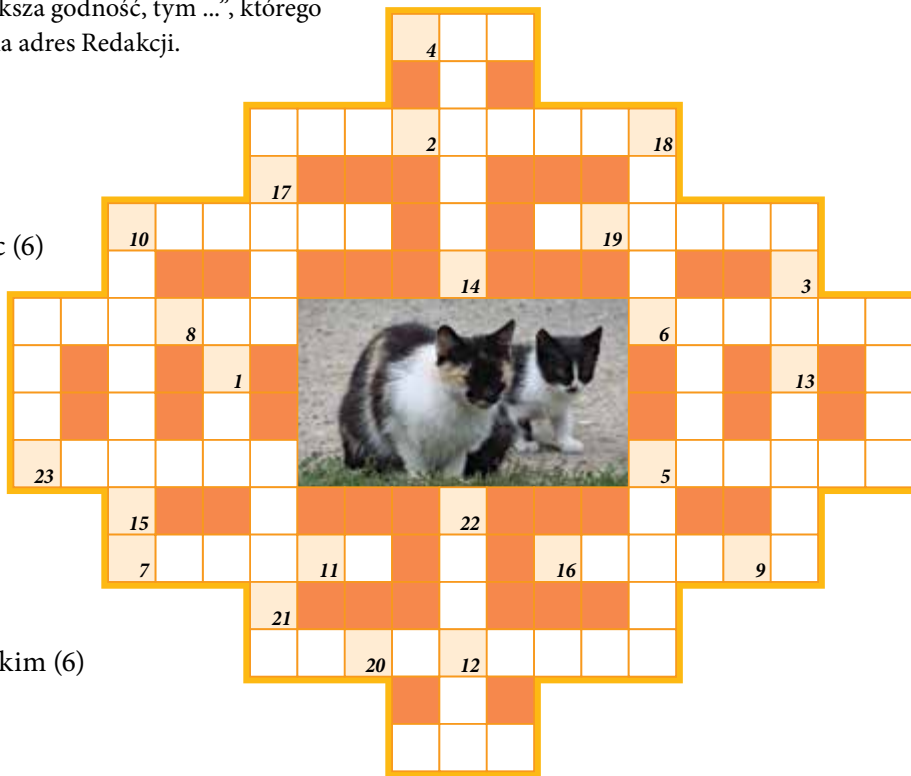 ksza godność, tym ...”, którego
a adres Redakcji.
4
2 18
17
10 19
c (6)
14 3
8 6
1 13
23 5
15 22
7 11 16 9
21
kim (6)
20 12